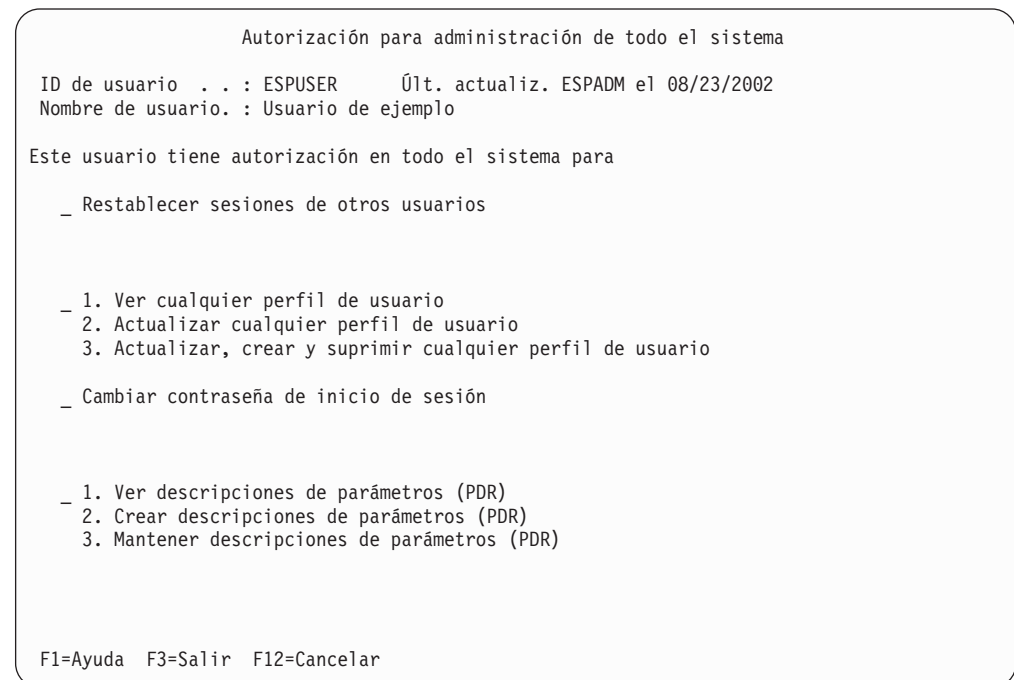 Autorización para administración de todo el sistema
ID de usuario . . : ESPUSER Últ. actualiz. ESPADM el 08/23/2002
Nombre de usuario. : Usuario de ejemplo
Este usuario tiene autorización en todo el sistema para
_ Restablecer sesiones de otros usuarios
_ 1. Ver cualquier perfil de usuario
2. Actualizar cualquier perfil de usuario
3. Actualizar, crear y suprimir cualquier perfil de usuario
_ Cambiar contraseña de inicio de sesión
_ 1. Ver descripciones de parámetros (PDR)
2. Crear descripciones de parámetros (PDR)
3. Mantener descripciones de parámetros (PDR)
F1=Ayuda F3=Salir F12=Cancelar